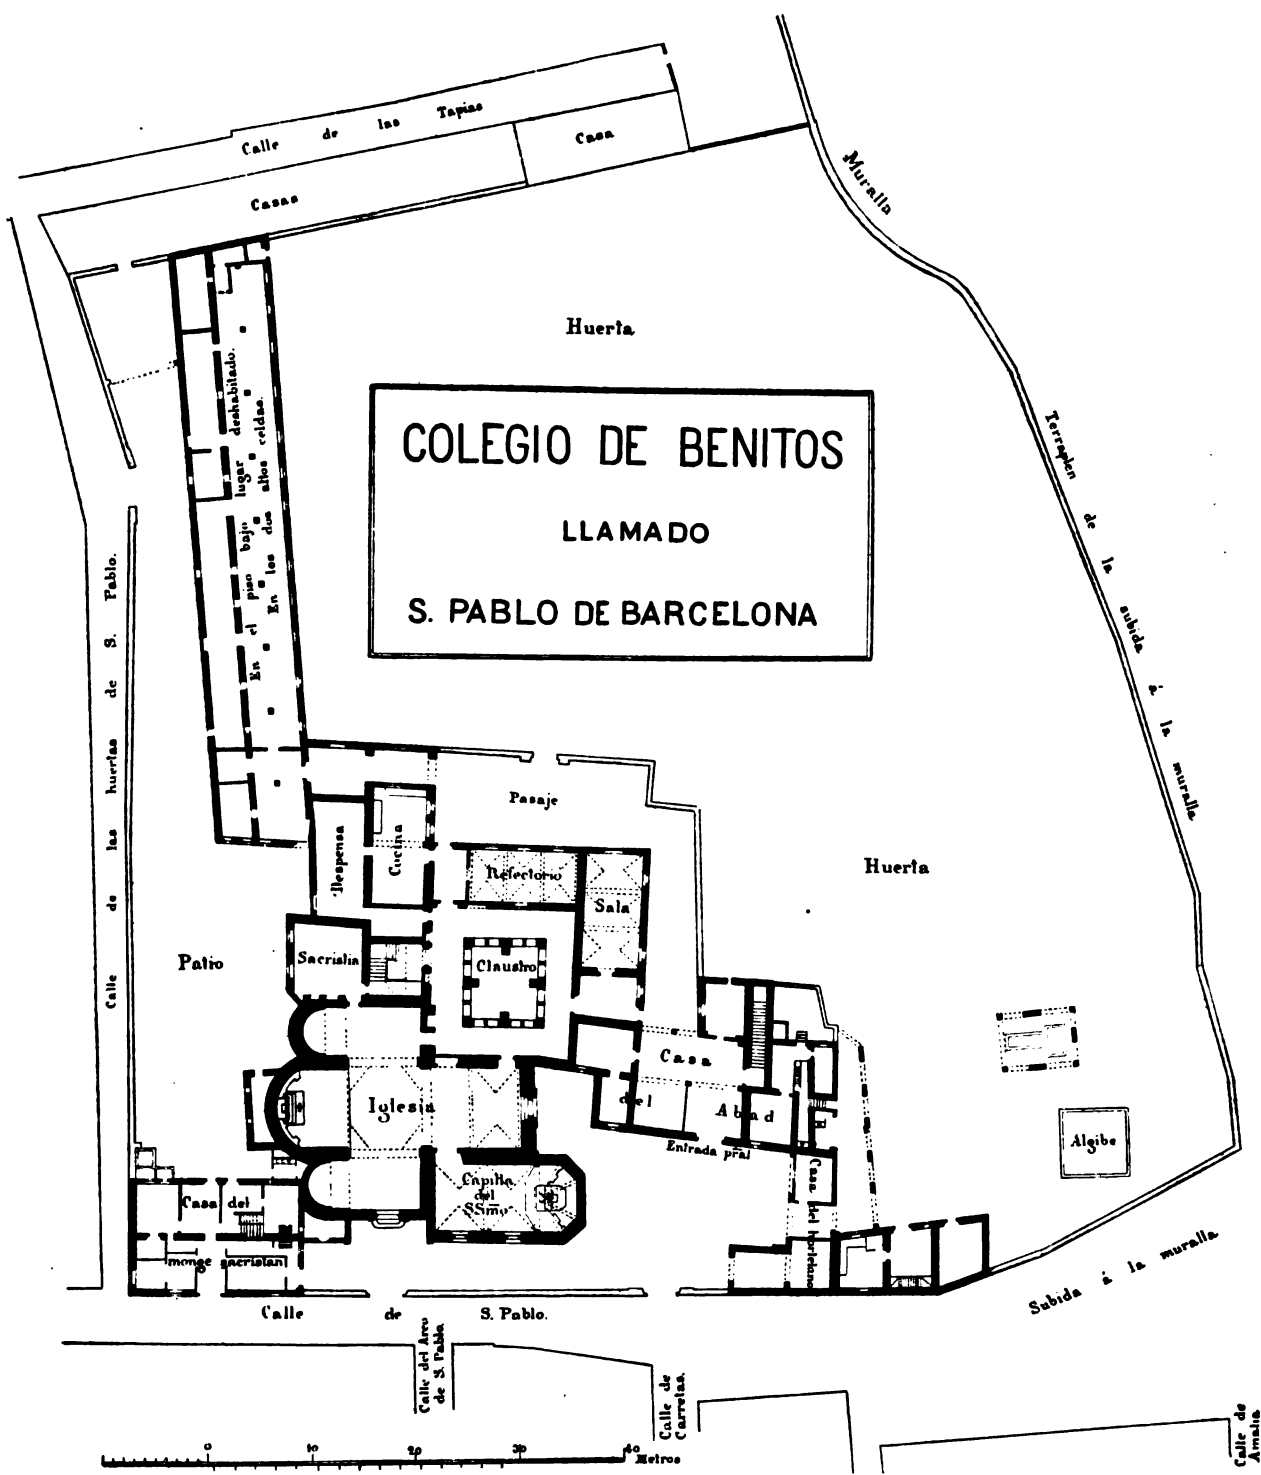 Calle de las Tapias
Casa
Casas
Muralla
Huerta
COLEGIO DE BENITOS
LLAMADO
S. PABLO DE BARCELONA
Terraplen de la subida á la muralla
En el piso bajo lugar deshabitado.
En los dos altos celdas.
Calle de las huertas de S. Pablo.
Pasaje
Despensa
Cocina
Refectorio
Sala
Huerta
Patio
Sacristia
Claustro
Casa
del Abad
Iglesia
Entrada pral
Algibe
Capilla
del
SSmo
Casa del
monge sacristan
Casa del hortelano
Subida á la muralla
Calle de S. Pablo.
Calle del Arco
de S. Pablo
Calle de
Carretas.
Calle de
Amalia
0 10 20 30 40
Metros